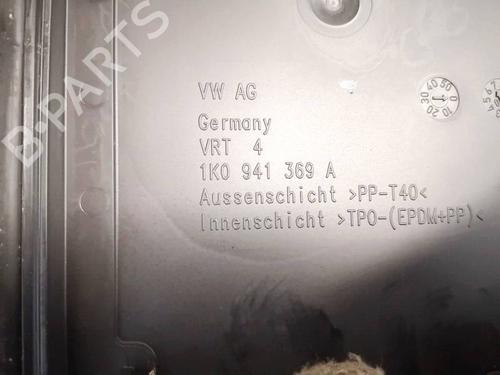 B-PARTS
VW AG
Germany
VRT 4
1K0 941 369 A
Aussenschicht >PP-T40<
Innenschicht >TPO-(EPDM+PP)<